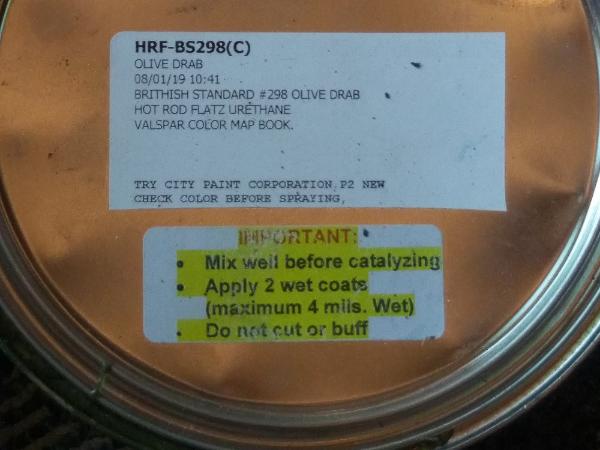 HRF-BS298(C)
OLIVE DRAB
08/01/19 10:41
BRITHISH STANDARD #298 OLIVE DRAB
HOT ROD FLATZ URETHANE
VALSPAR COLOR MAP BOOK.
TRY CITY PAINT CORPORATION P2 NEW
CHECK COLOR BEFORE SPRAYING,
IMPORTANT:
• Mix well before catalyzing
• Apply 2 wet coats
(maximum 4 mils. Wet)
• Do not cut or buff